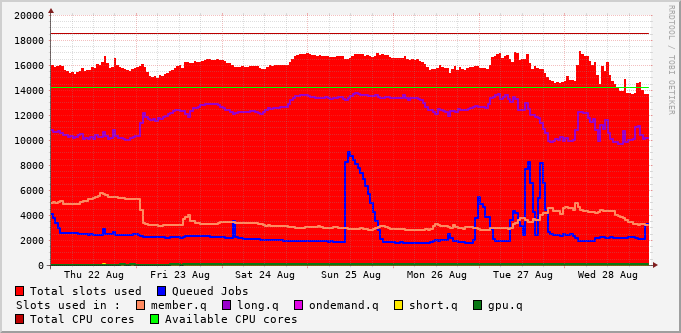 20000
18000
16000
14000
12000
10000
8000
6000
4000
2000
0
Thu 22 Aug Fri 23 Aug Sat 24 Aug Sun 25 Aug Mon 26 Aug Tue 27 Aug Wed 28 Aug
Total slots used Queued Jobs
Slots used in : member.q long.q ondemand.q short.q gpu.q
Total CPU cores Available CPU cores
RRDTOOL / TOBI OETIKER